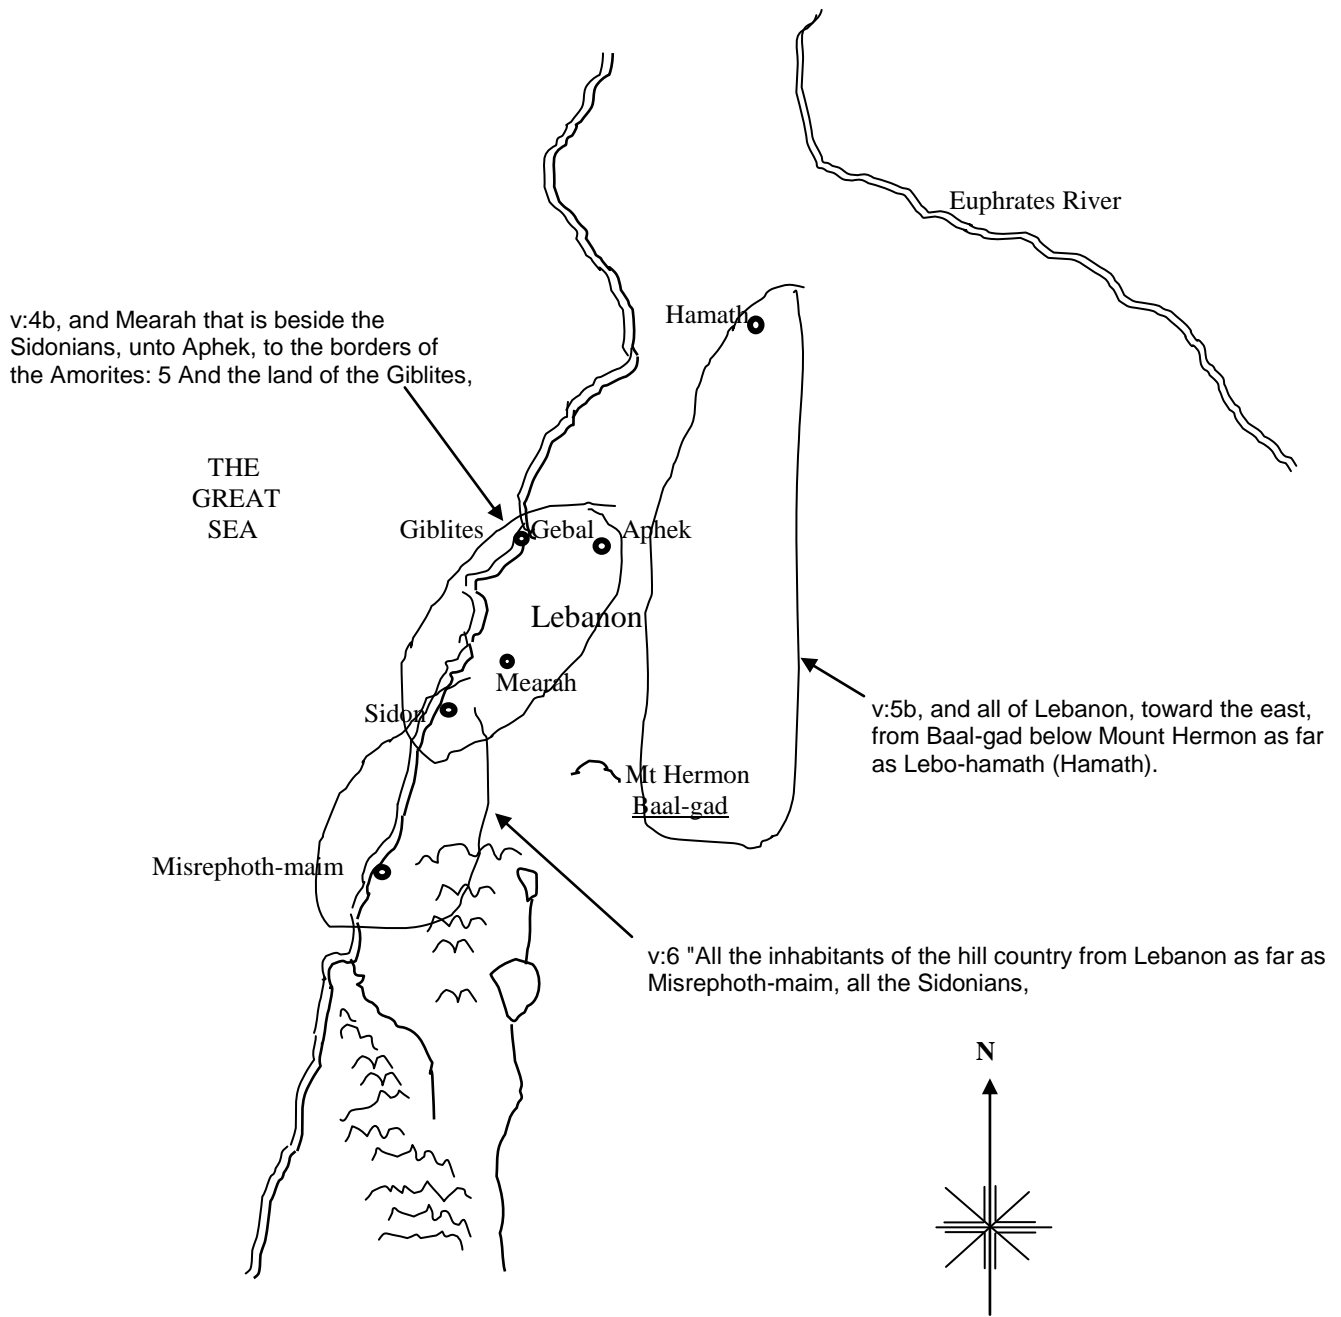 Euphrates River
Hamath
v:4b, and Mearah that is beside the
Sidonians, unto Aphek, to the borders of
the Amorites: 5 And the land of the Giblites,
THE
GREAT
SEA
Giblites Gebal Aphek
Lebanon
Mearah
Sidon
v:5b, and all of Lebanon, toward the east,
from Baal-gad below Mount Hermon as far
as Lebo-hamath (Hamath).
Mt Hermon
Baal-gad
Misrephoth-maim
v:6 "All the inhabitants of the hill country from Lebanon as far as
Misrephoth-maim, all the Sidonians,
N